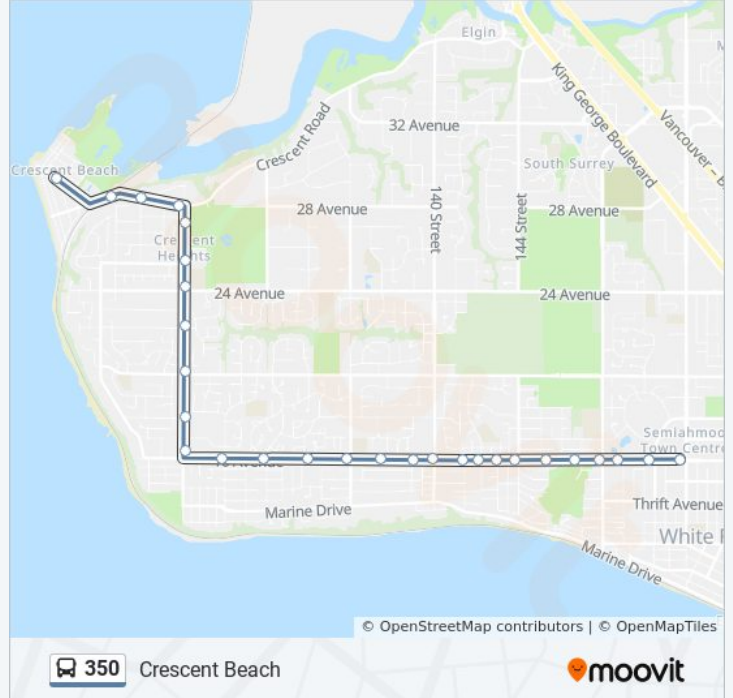 Elgin
Crescent Road
32 Avenue
King George Boulevard
Vancouver – B
Crescent Beach
South Surrey
28 Avenue
140 Street
144 Street
28 Avenue
Crescent
Heights
24 Avenue
24 Avenue
Semiahmoo
Town Centre
Avenue
Thrift Avenue
Marine Drive
White R
Marine Drive
© OpenStreetMap contributors | © OpenMapTiles
350 Crescent Beach
moovit